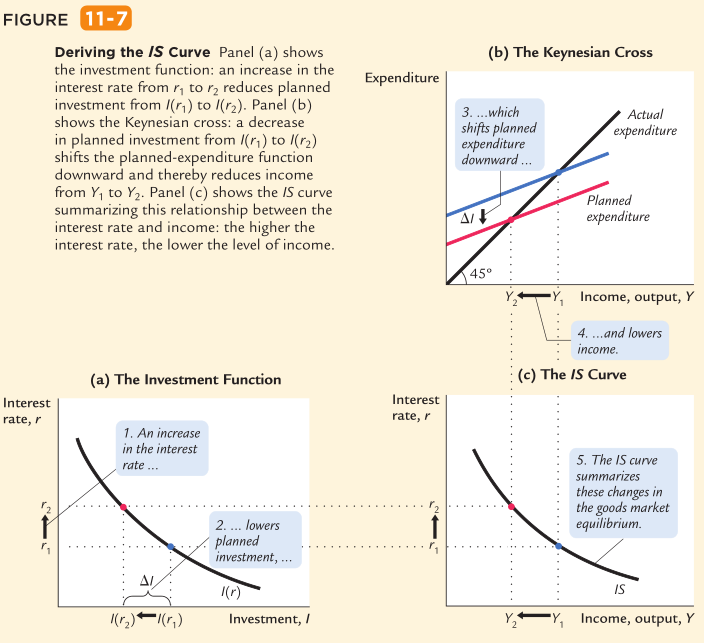 FIGURE 11-7
Deriving the IS Curve Panel (a) shows
the investment function: an increase in the
interest rate from r1 to r2 reduces planned
investment from I(r1) to I(r2). Panel (b)
shows the Keynesian cross: a decrease
in planned investment from I(r1) to I(r2)
shifts the planned-expenditure function
downward and thereby reduces income
from Y1 to Y2. Panel (c) shows the IS curve
summarizing this relationship between the
interest rate and income: the higher the
interest rate, the lower the level of income.
(b) The Keynesian Cross
Expenditure
3. ...which
shifts planned
expenditure
downward ...
Actual
expenditure
Planned
expenditure
ΔI
45°
Y2 Y1 Income, output, Y
4. ...and lowers
income.
(a) The Investment Function
Interest
rate, r
1. An increase
in the interest
rate ...
r2
r1
2. ... lowers
planned
investment, ...
ΔI
I(r)
I(r2) I(r1) Investment, I
(c) The IS Curve
Interest
rate, r
5. The IS curve
summarizes
these changes in
the goods market
equilibrium.
r2
r1
IS
Y2 Y1 Income, output, Y